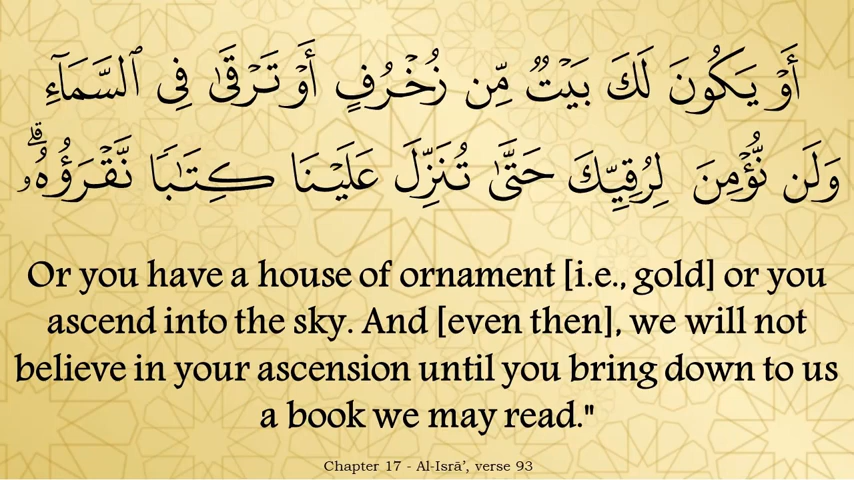 أَوْ يَكُونَ لَكَ بَيْتٌ مِّن زُخْرُفٍ أَوْ تَرْقَىٰ فِى ٱلسَّمَآءِ
وَلَن نُّؤْمِنَ لِرُقِيِّكَ حَتَّىٰ تُنَزِّلَ عَلَيْنَا كِتَـٰبًا نَّقْرَؤُهُۥ ۗ
Or you have a house of ornament [i.e., gold] or you
ascend into the sky. And [even then], we will not
believe in your ascension until you bring down to us
a book we may read."
Chapter 17 - Al-Isrā’, verse 93